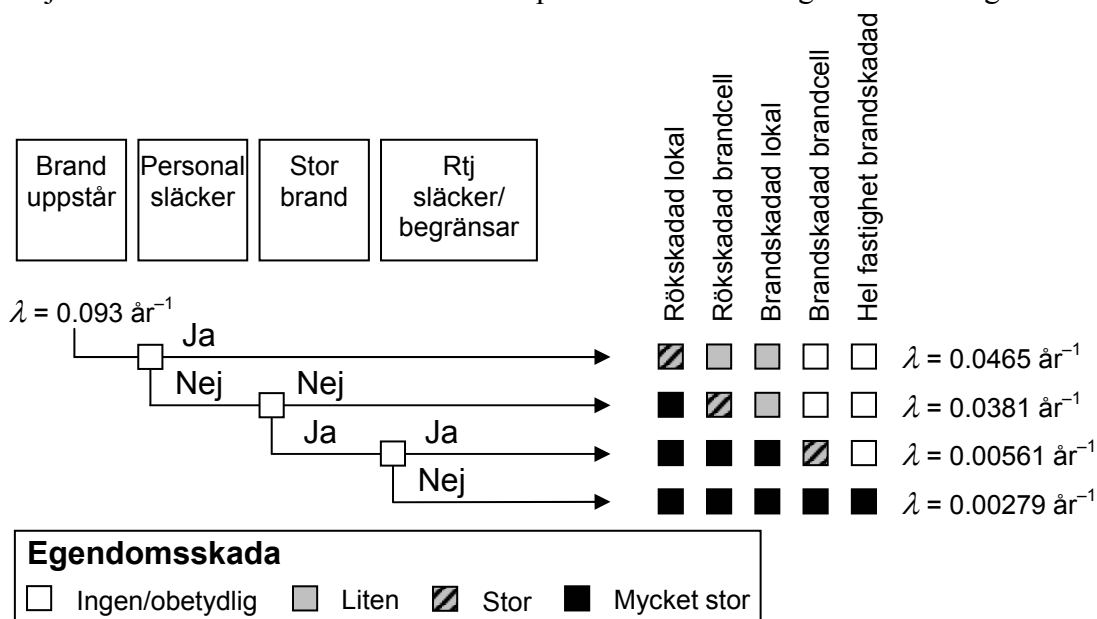 Rökskadad lokal
Rökskadad brandcell
Brandskadad lokal
Brandskadad brandcell
Hel fastighet brandskadad
Brand
uppstår
Personal
släcker
Stor
brand
Rtj
släcker/
begränsar
λ = 0.093 år⁻¹
Ja
λ = 0.0465 år⁻¹
Nej
Nej
λ = 0.0381 år⁻¹
Ja
Ja
λ = 0.00561 år⁻¹
Nej
λ = 0.00279 år⁻¹
Egendomsskada
Ingen/obetydlig Liten Stor Mycket stor